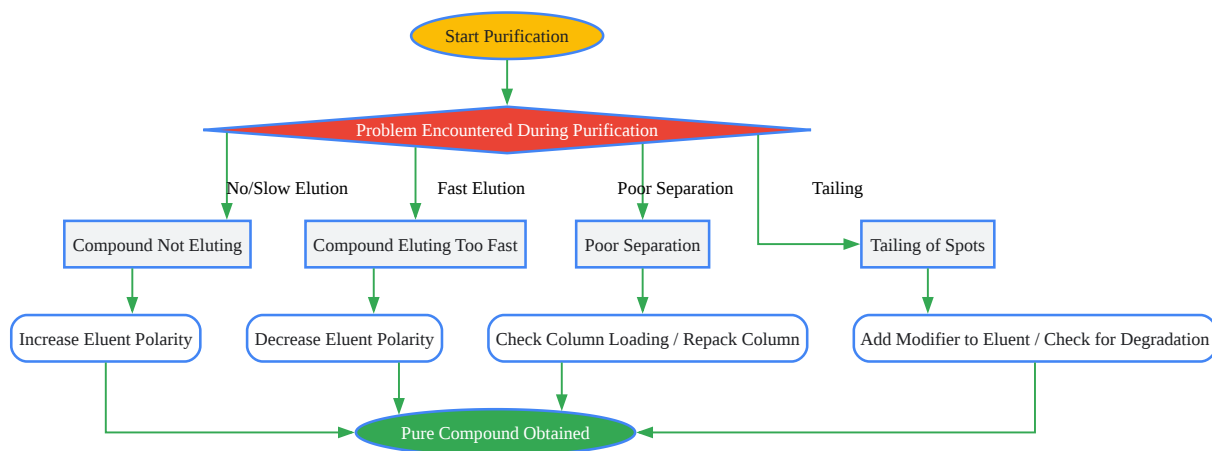 Start Purification
Problem Encountered During Purification
No/Slow Elution
Fast Elution
Poor Separation
Tailing
Compound Not Eluting
Compound Eluting Too Fast
Poor Separation
Tailing of Spots
Increase Eluent Polarity
Decrease Eluent Polarity
Check Column Loading / Repack Column
Add Modifier to Eluent / Check for Degradation
Pure Compound Obtained